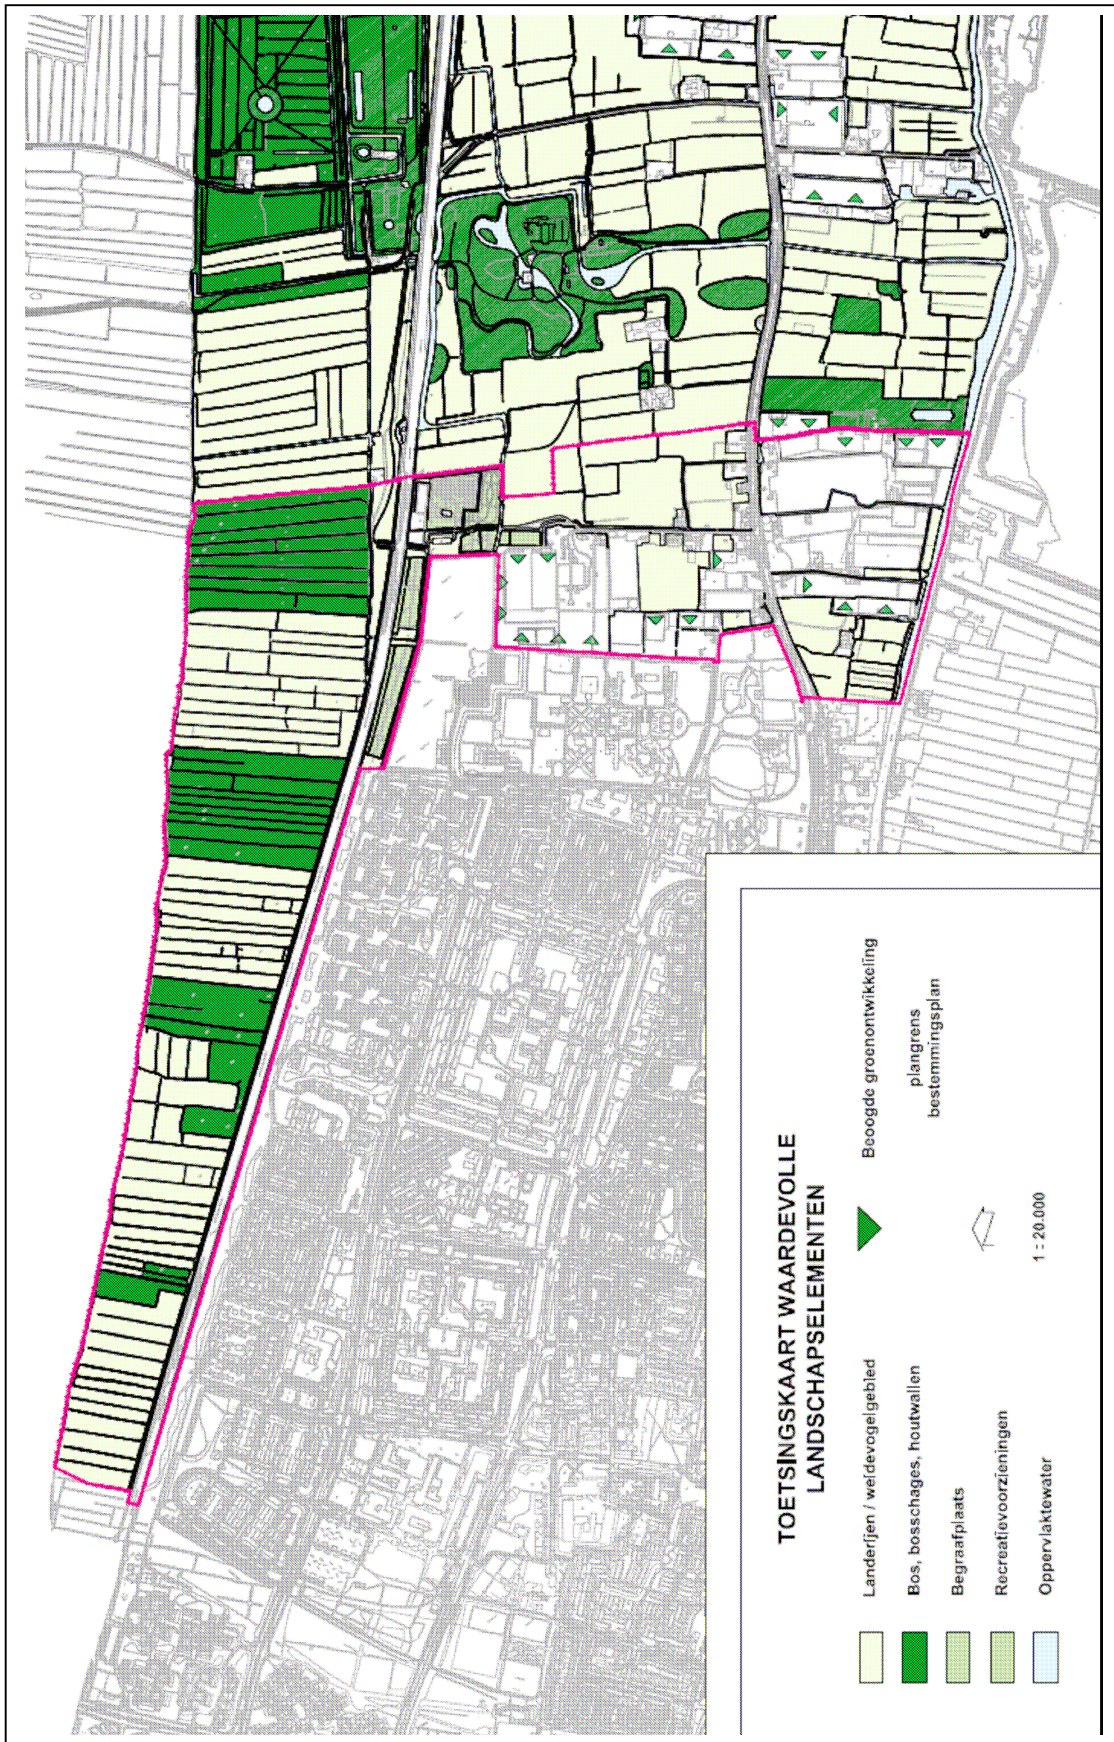 TOETSINGSKAART WAARDEVOLLE
LANDSCHAPSELEMENTEN
Landerijen / weidevogelgebied
Bos, bosschages, houtwallen
Begraafplaats
Recreatievoorzieningen
Oppervlaktewater
Beoogde groenontwikkeling
plangrens
bestemmingsplan
1 : 20.000